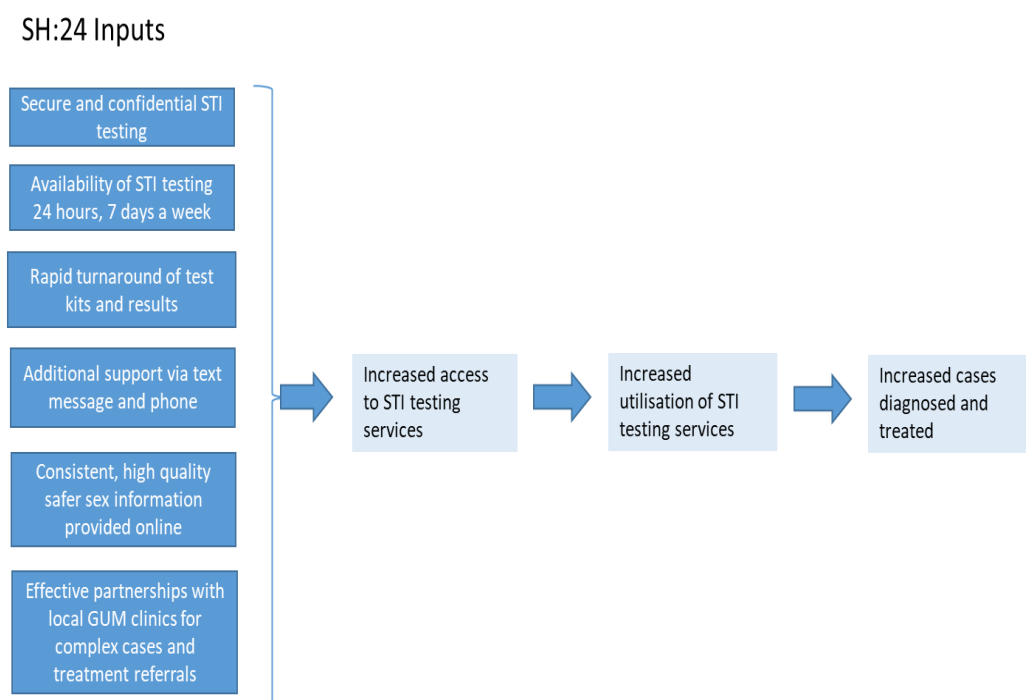 SH:24 Inputs
Secure and confidential STI
testing
Availability of STI testing
24 hours, 7 days a week
Rapid turnaround of test
kits and results
Additional support via text
message and phone
Consistent, high quality
safer sex information
provided online
Effective partnerships with
local GUM clinics for
complex cases and
treatment referrals
Increased access
to STI testing
services
Increased
utilisation of STI
testing services
Increased cases
diagnosed and
treated